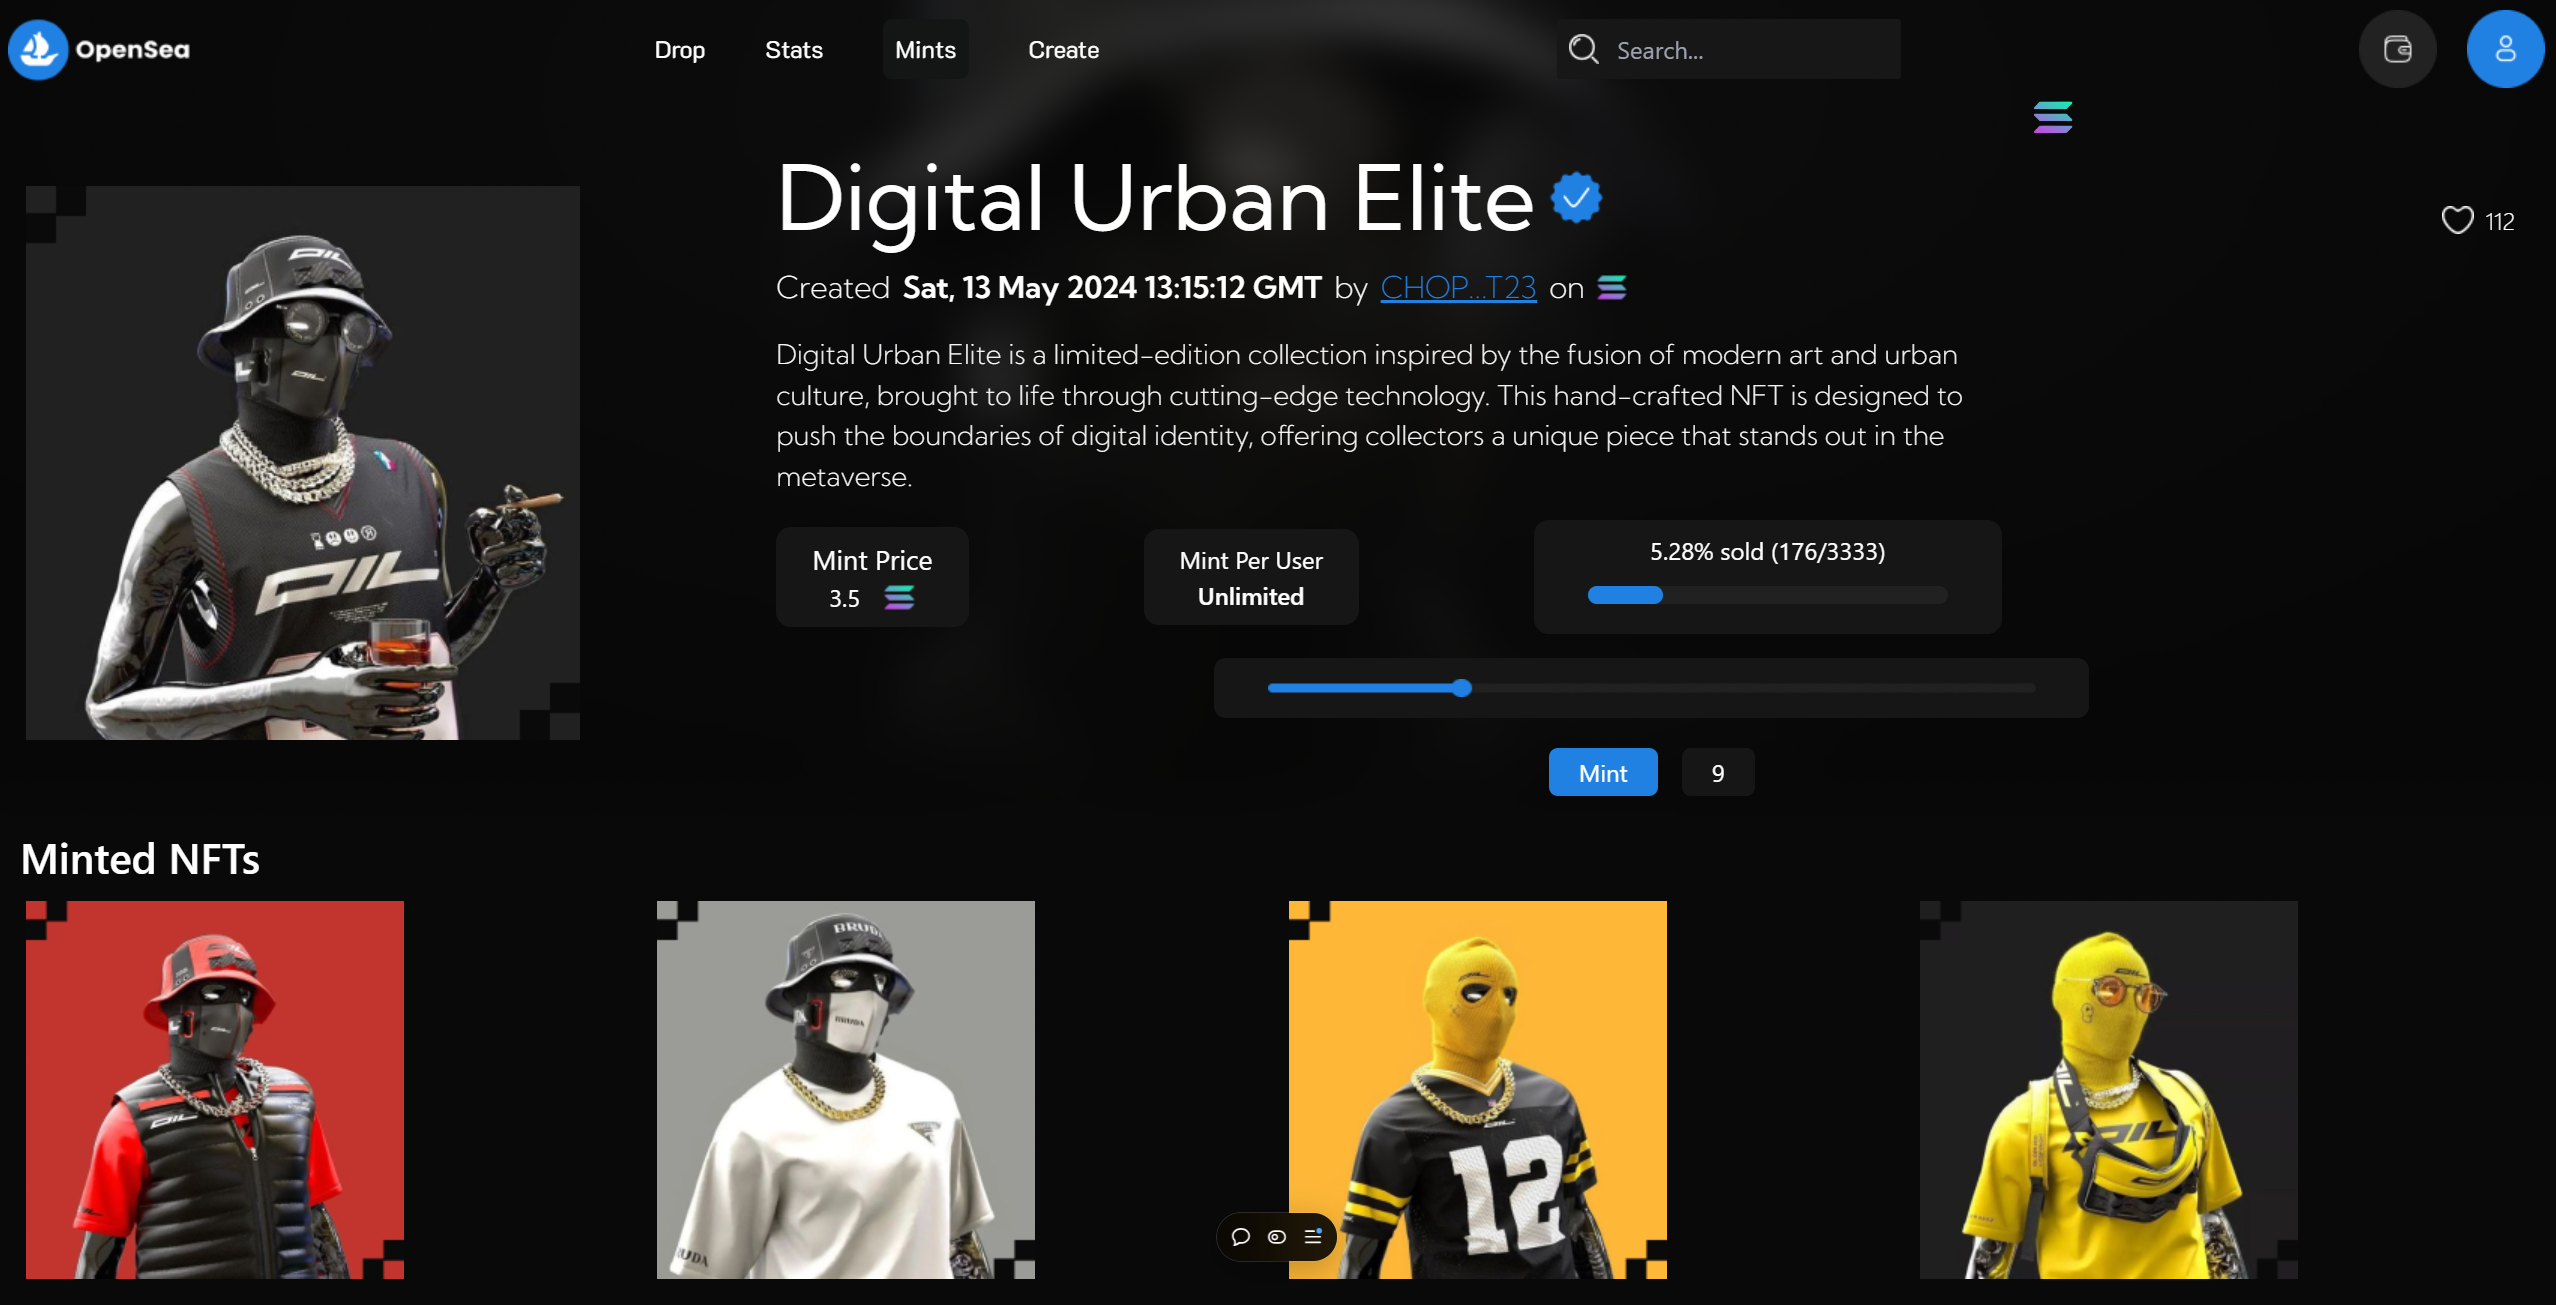 OpenSea
Drop
Stats
Mints
Create
Search...
Digital Urban Elite
112
Created Sat, 13 May 2024 13:15:12 GMT by CHOP...T23 on
Digital Urban Elite is a limited-edition collection inspired by the fusion of modern art and urban
culture, brought to life through cutting-edge technology. This hand-crafted NFT is designed to
push the boundaries of digital identity, offering collectors a unique piece that stands out in the
metaverse.
Mint Price
3.5
Mint Per User
Unlimited
5.28% sold (176/3333)
Mint
9
Minted NFTs
BRUDA
BRUDA
12